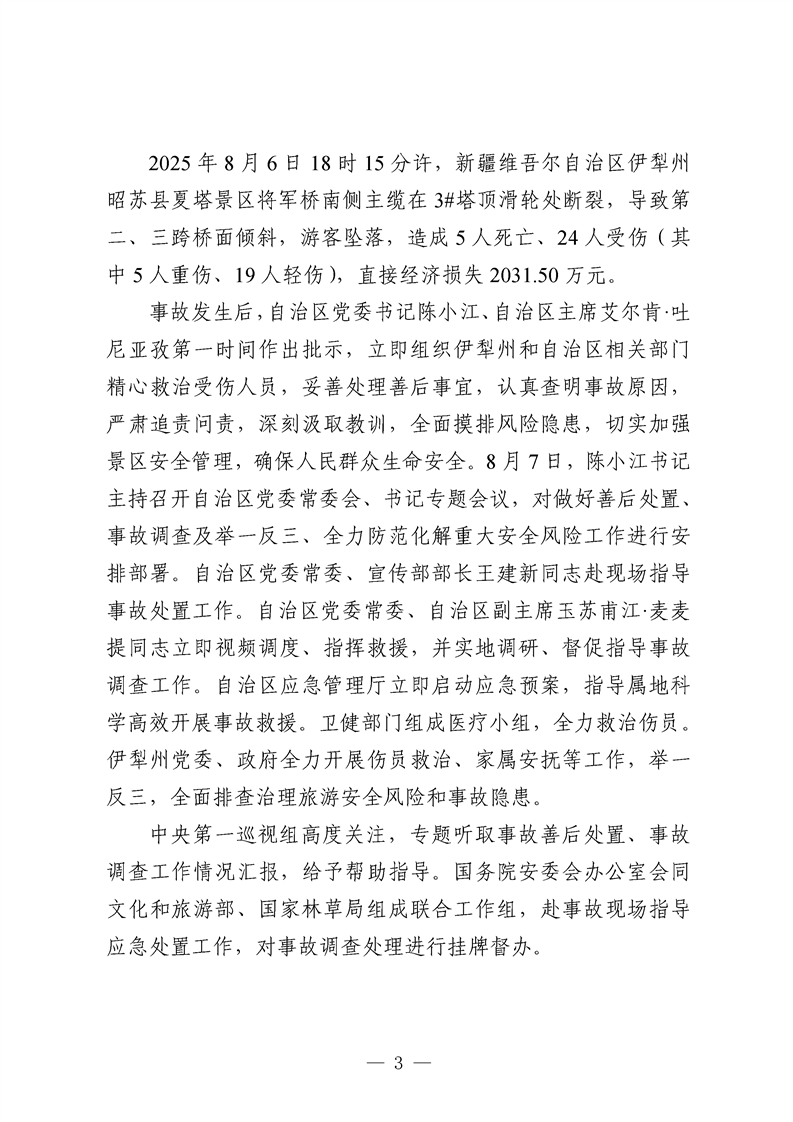 2025 年 8 月 6 日 18 时 15 分许，新疆维吾尔自治区伊犁州
昭苏县夏塔景区将军桥南侧主缆在 3#塔顶滑轮处断裂，导致第
二、三跨桥面倾斜，游客坠落，造成 5 人死亡、24 人受伤（其
中 5 人重伤、19 人轻伤），直接经济损失 2031.50 万元。
事故发生后，自治区党委书记陈小江、自治区主席艾尔肯·吐
尼亚孜第一时间作出批示，立即组织伊犁州和自治区相关部门
精心救治受伤人员，妥善处理善后事宜，认真查明事故原因，
严肃追责问责，深刻汲取教训，全面摸排风险隐患，切实加强
景区安全管理，确保人民群众生命安全。8 月 7 日，陈小江书记
主持召开自治区党委常委会、书记专题会议，对做好善后处置、
事故调查及举一反三、全力防范化解重大安全风险工作进行安
排部署。自治区党委常委、宣传部部长王建新同志赴现场指导
事故处置工作。自治区党委常委、自治区副主席玉苏甫江·麦麦
提同志立即视频调度、指挥救援，并实地调研、督促指导事故
调查工作。自治区应急管理厅立即启动应急预案，指导属地科
学高效开展事故救援。卫健部门组成医疗小组，全力救治伤员。
伊犁州党委、政府全力开展伤员救治、家属安抚等工作，举一
反三，全面排查治理旅游安全风险和事故隐患。
中央第一巡视组高度关注，专题听取事故善后处置、事故
调查工作情况汇报，给予帮助指导。国务院安委会办公室会同
文化和旅游部、国家林草局组成联合工作组，赴事故现场指导
应急处置工作，对事故调查处理进行挂牌督办。
— 3 —